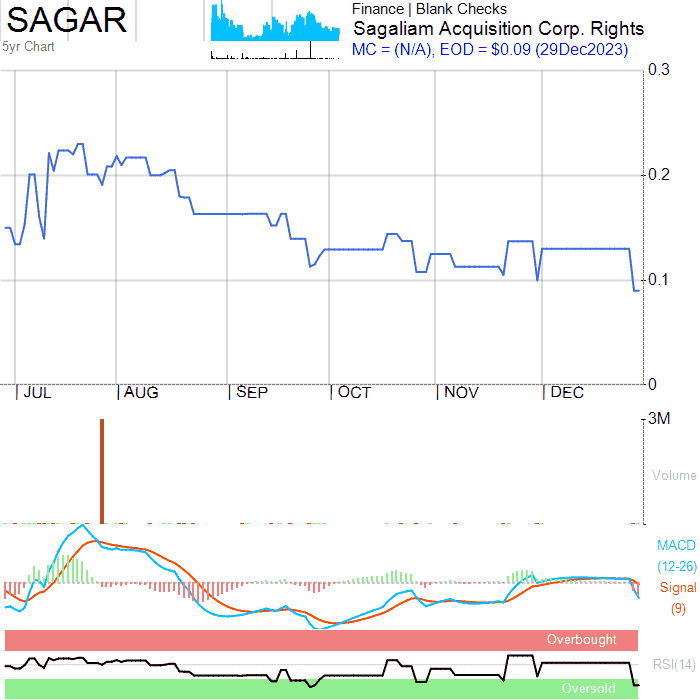 SAGAR
5yr Chart
Finance | Blank Checks
Sagaliam Acquisition Corp. Rights
MC = (N/A), EOD = $0.09 (29Dec2023)
0.3
0.2
0.1
0
JUL AUG SEP OCT NOV DEC
3M
Volume
MACD
(12-26)
Signal
(9)
Overbought
RSI(14)
Oversold